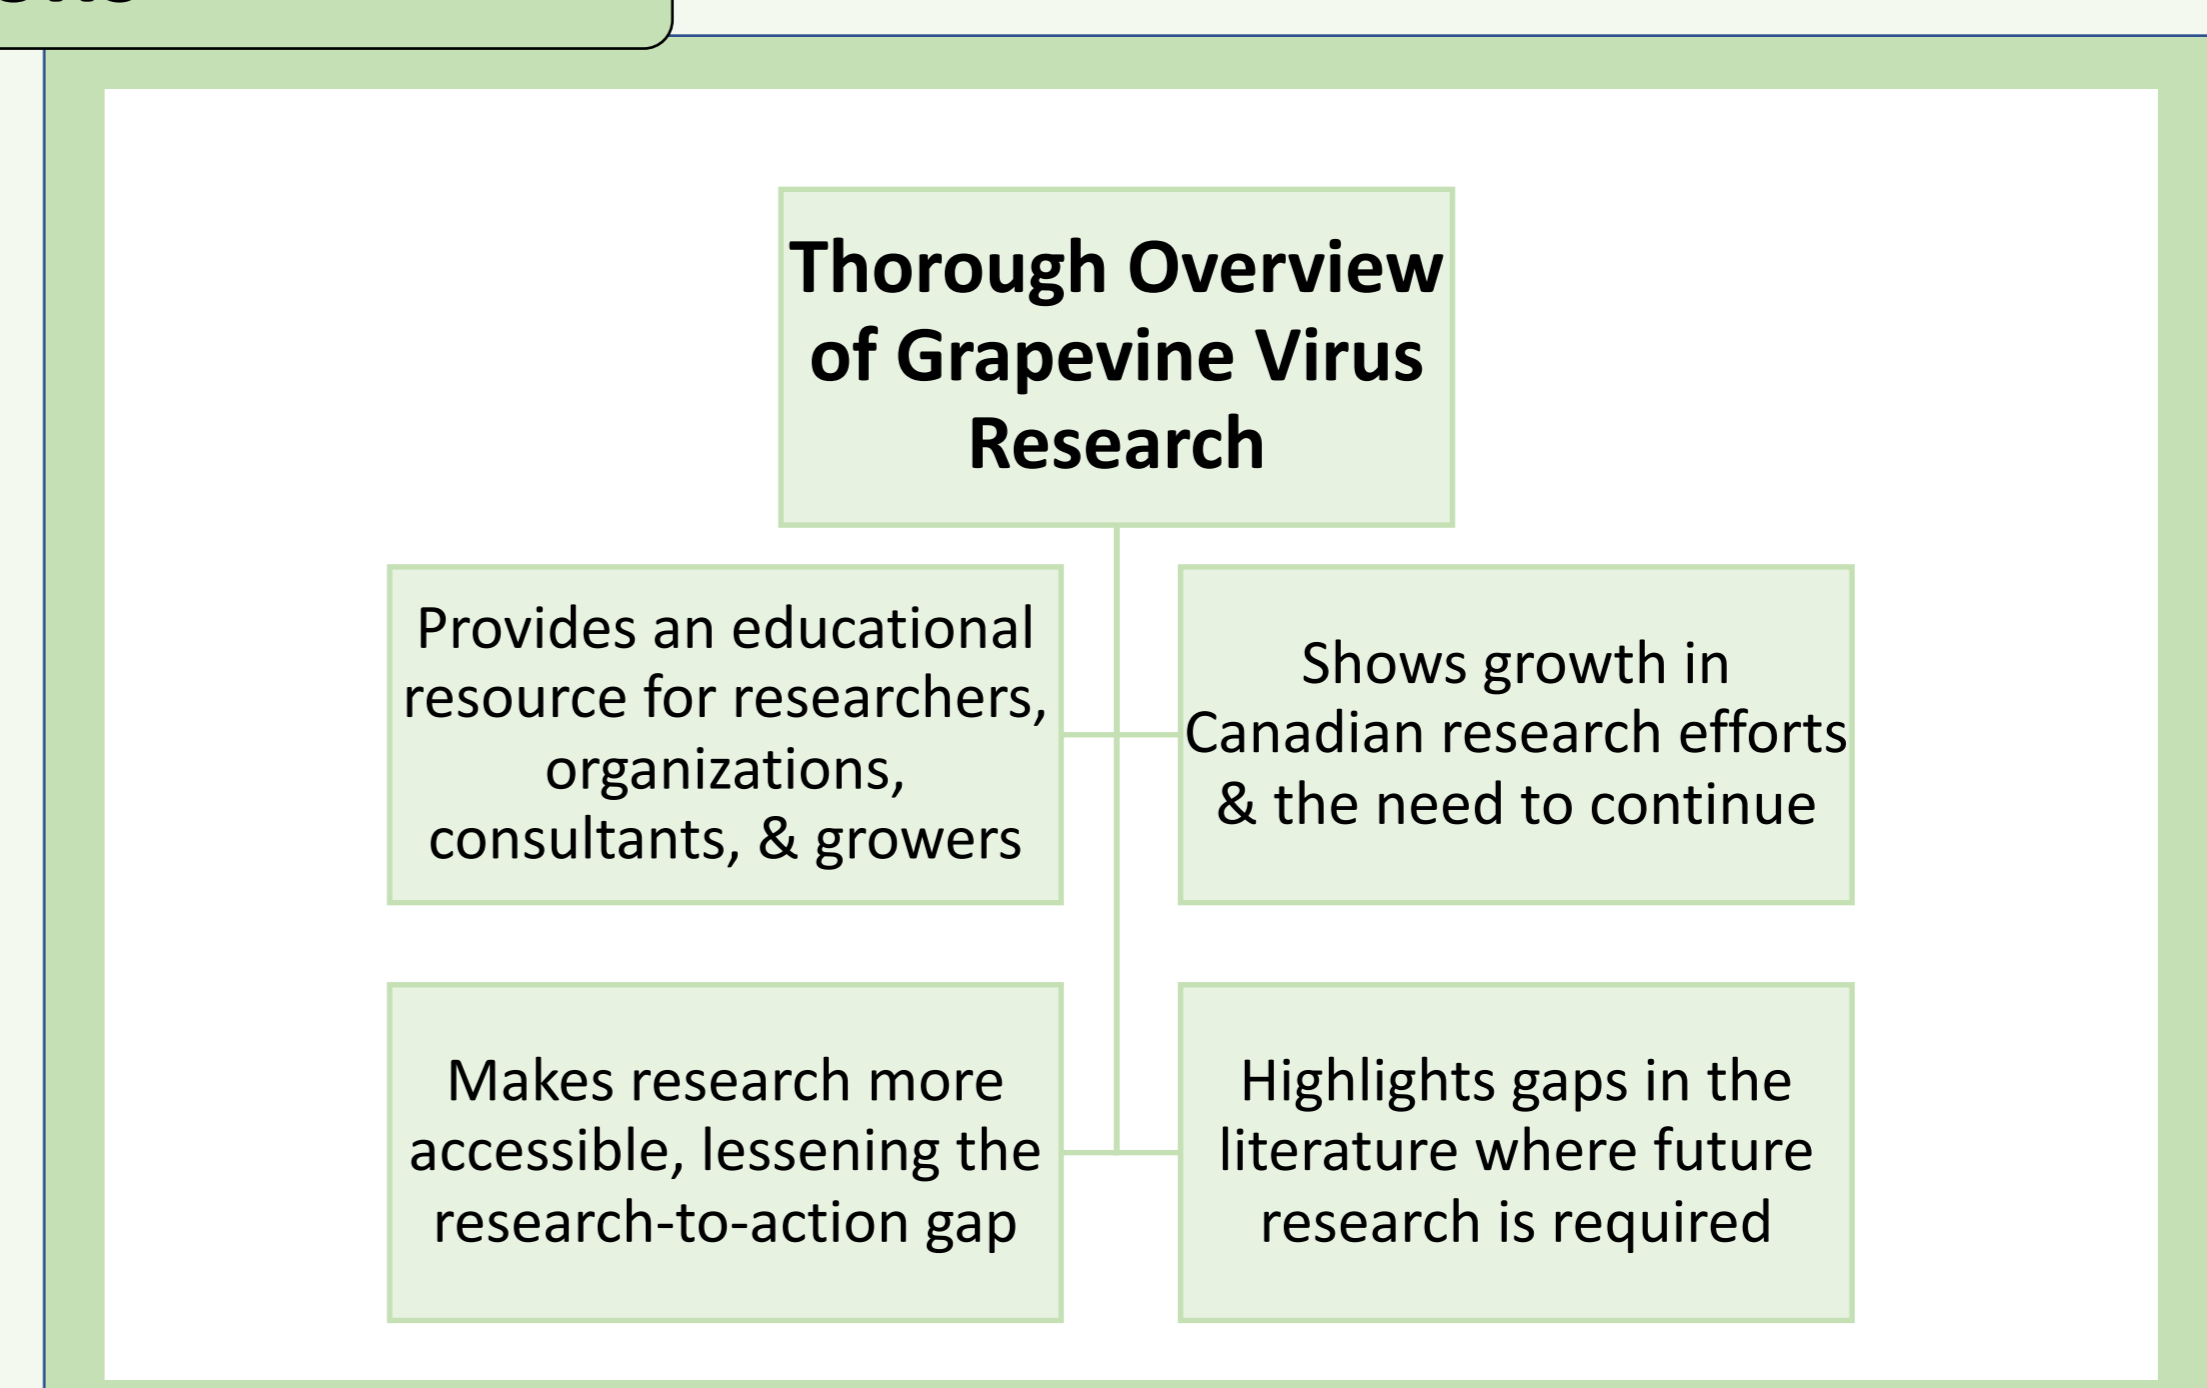 Thorough Overview
of Grapevine Virus
Research
Provides an educational
resource for researchers,
organizations,
consultants, & growers
Shows growth in
Canadian research efforts
& the need to continue
Makes research more
accessible, lessening the
research-to-action gap
Highlights gaps in the
literature where future
research is required